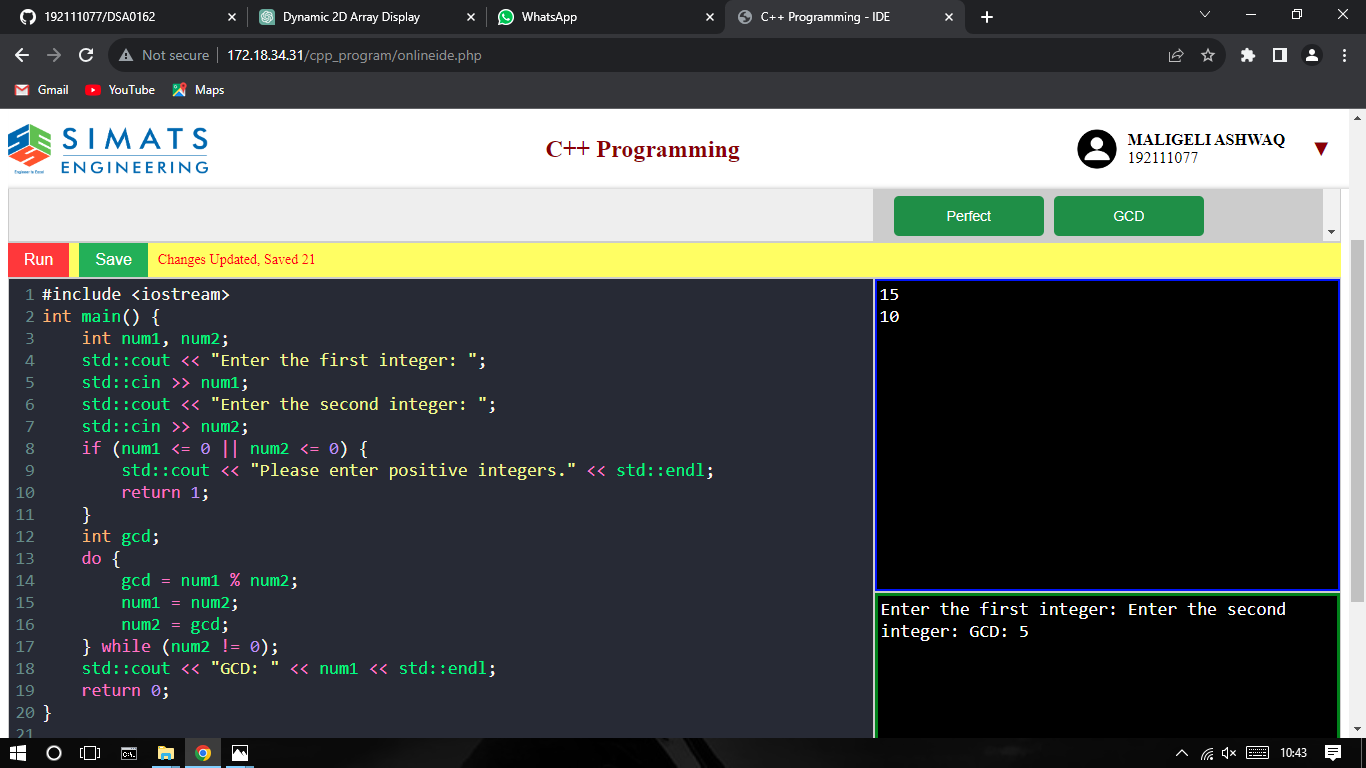 192111077/DSA0162
Dynamic 2D Array Display
WhatsApp
C++ Programming - IDE
Not secure
172.18.34.31/cpp_program/onlineide.php
Gmail
YouTube
Maps
SIMATS
ENGINEERING
Engineer to Excel
C++ Programming
MALIGELI ASHWAQ
192111077
Perfect
GCD
Run
Save
Changes Updated, Saved 21
1 #include <iostream>
2 int main() {
3     int num1, num2;
4     std::cout << "Enter the first integer: ";
5     std::cin >> num1;
6     std::cout << "Enter the second integer: ";
7     std::cin >> num2;
8     if (num1 <= 0 || num2 <= 0) {
9         std::cout << "Please enter positive integers." << std::endl;
10         return 1;
11     }
12     int gcd;
13     do {
14         gcd = num1 % num2;
15         num1 = num2;
16         num2 = gcd;
17     } while (num2 != 0);
18     std::cout << "GCD: " << num1 << std::endl;
19     return 0;
20 }
21
15
10
Enter the first integer: Enter the second
integer: GCD: 5
10:43